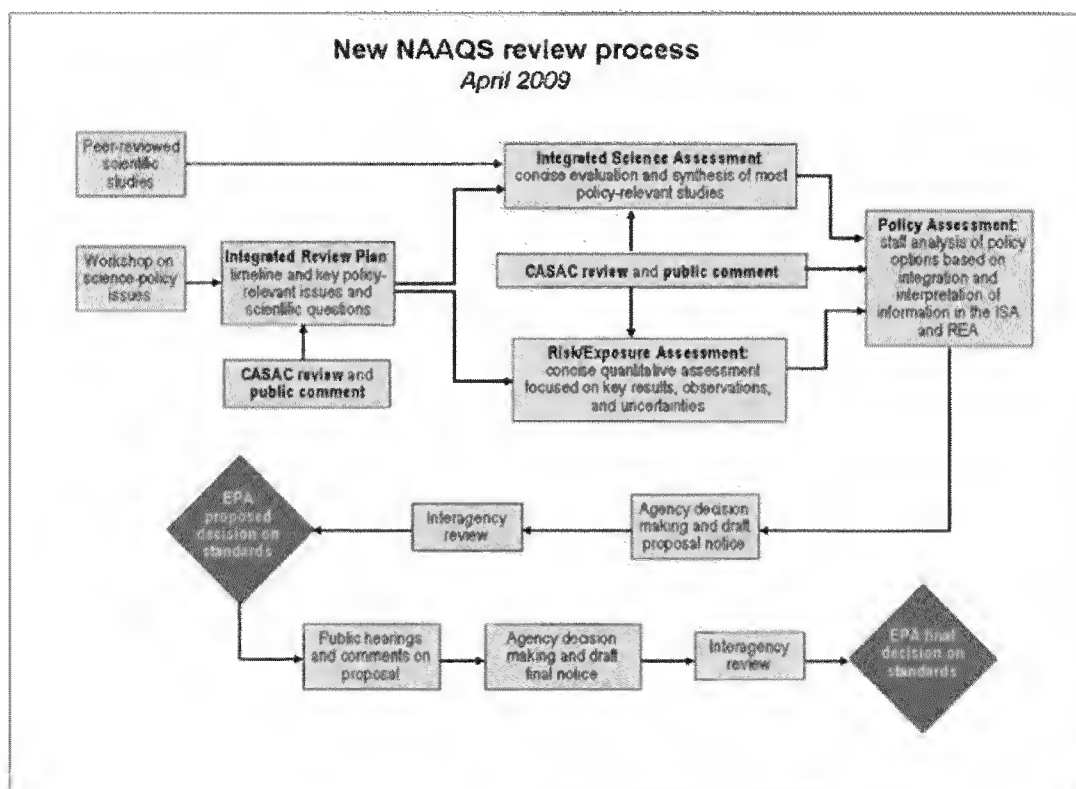 New NAAQS review process
April 2009
Peer-reviewed
scientific
studies
Integrated Science Assessment
concise evaluation and synthesis of most
policy-relevant studies
Workshop on
science-policy
issues
Integrated Review Plan
timeline and key policy-
relevant issues and
scientific questions
CASAC review and public comment
Policy Assessment:
staff analysis of policy
options based on
integration and
interpretation of
information in the ISA
and REA
CASAC review and
public comment
Risk/Exposure Assessment:
concise quantitative assessment
focused on key results, observations,
and uncertainties
EPA
proposed
decision on
standards
Interagency
review
Agency decision
making and draft
proposal notice
Public hearings
and comments on
proposal
Agency decision
making and draft
final notice
Interagency
review
EPA final
decision on
standards